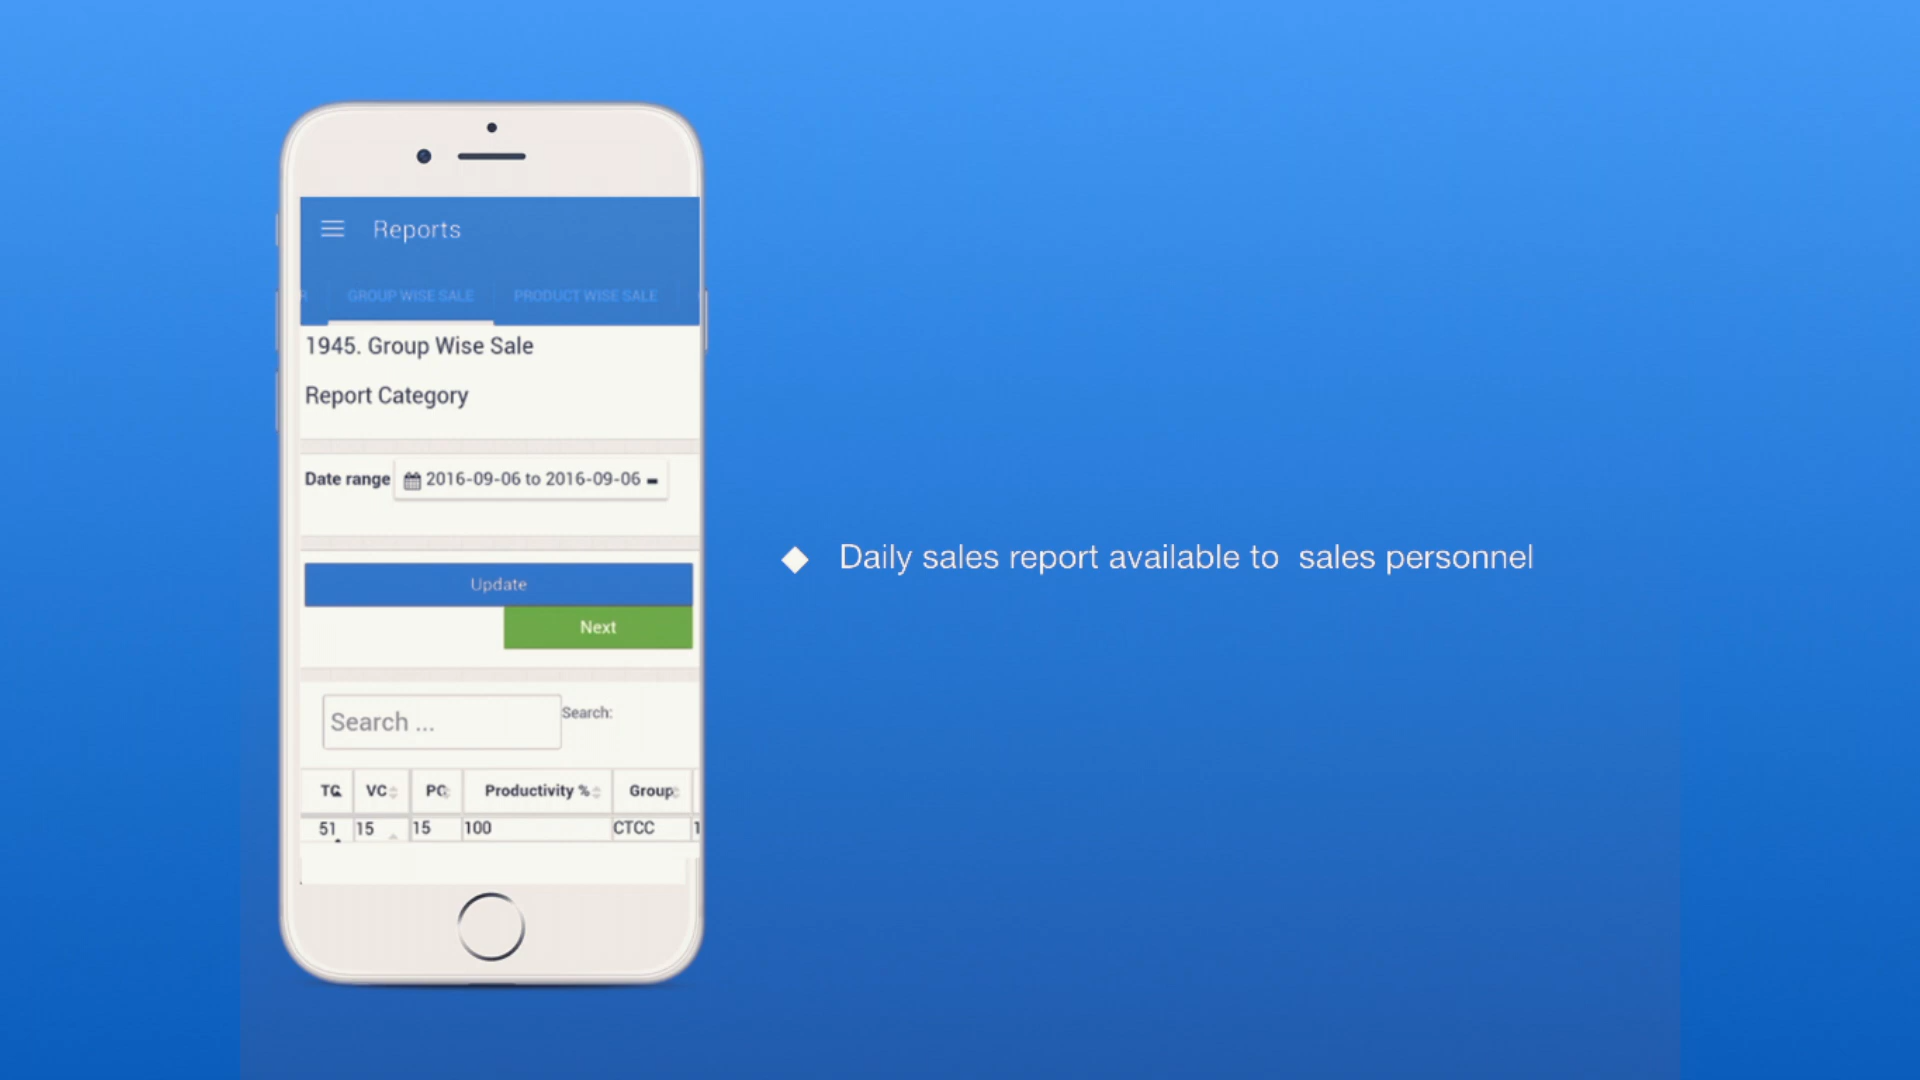 Reports
R GROUP WISE SALE PRODUCT WISE SALE
1945. Group Wise Sale
Report Category
Date range 2016-09-06 to 2016-09-06
Update
Next
Search ... Search:
VC Productivity % Group
51 15 15 100 CTCC 1
Daily sales report available to sales personnel